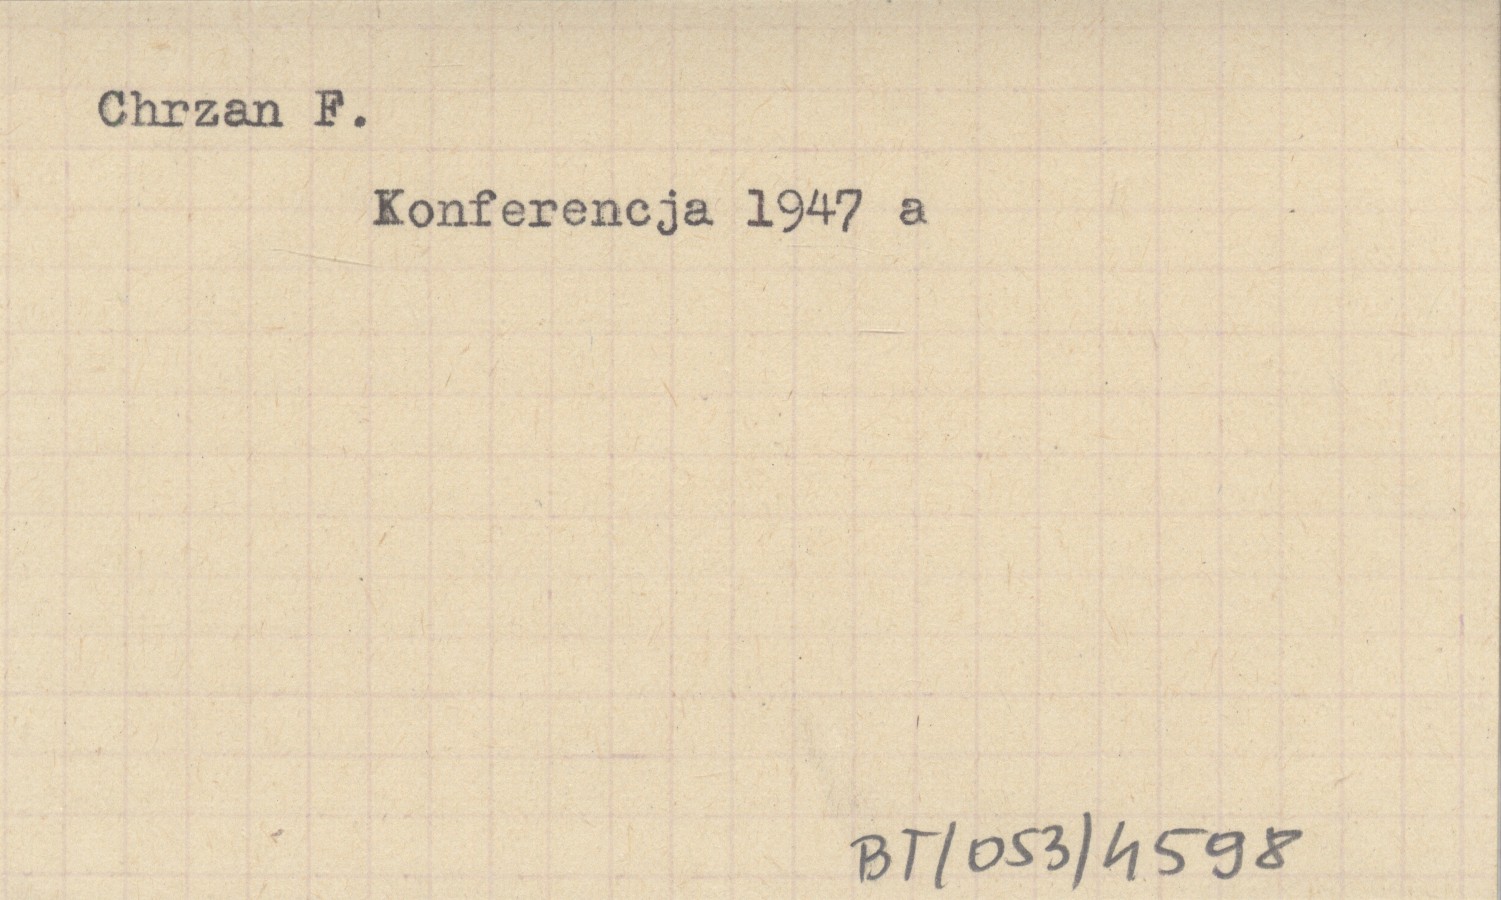 Chrzan F.
Konferencja 1947 a
BT/053/4598